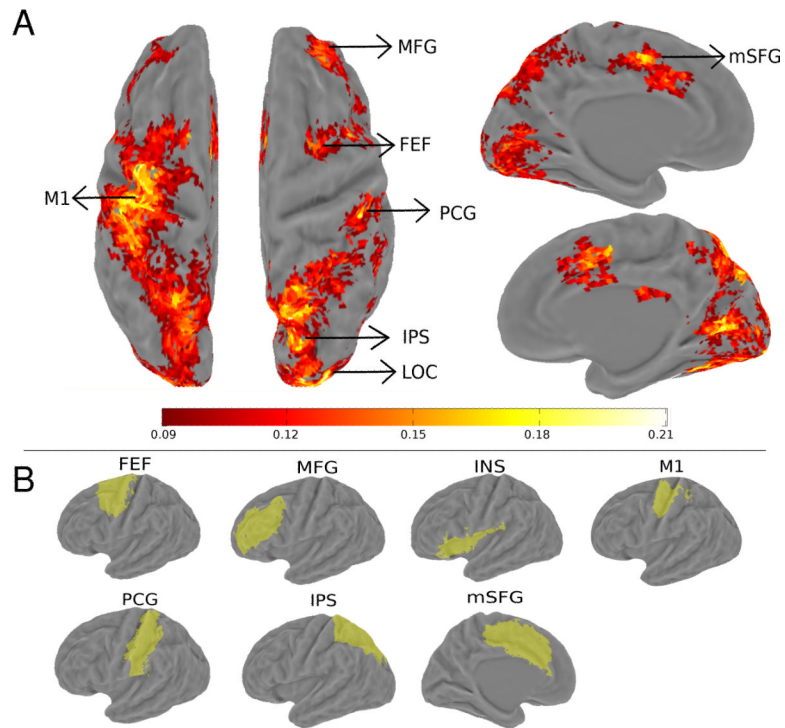 A
MFG
mSFG
FEF
M1
PCG
IPS
LOC
0.09 0.12 0.15 0.18 0.21
B
FEF MFG INS M1
PCG IPS mSFG